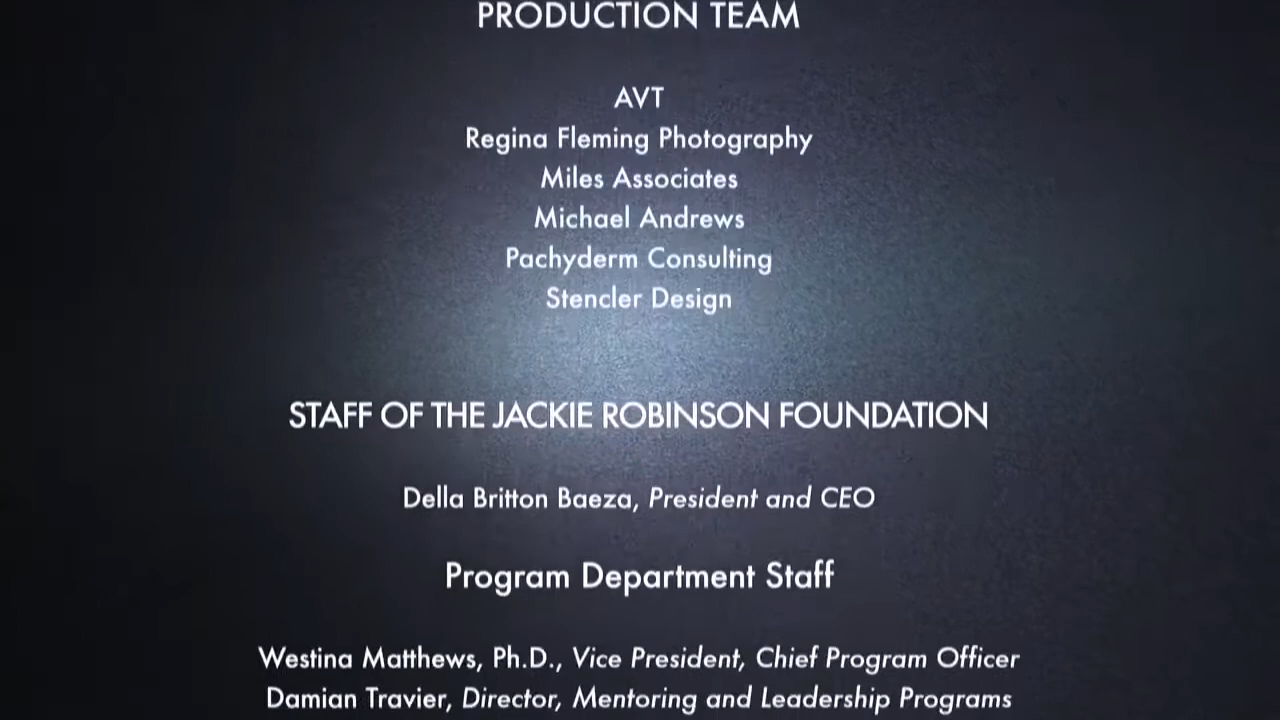 PRODUCTION TEAM
AVT
Regina Fleming Photography
Miles Associates
Michael Andrews
Pachyderm Consulting
Stencler Design
STAFF OF THE JACKIE ROBINSON FOUNDATION
Della Britton Baeza, President and CEO
Program Department Staff
Westina Matthews, Ph.D., Vice President, Chief Program Officer
Damian Travier, Director, Mentoring and Leadership Programs